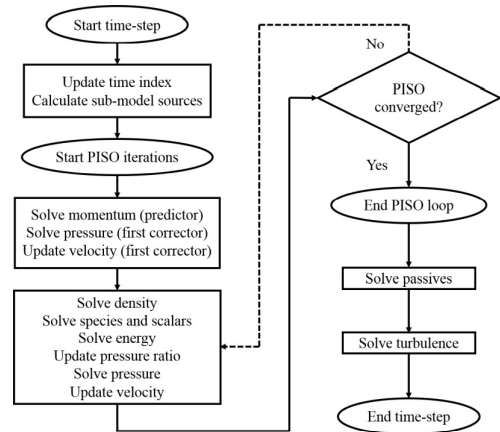 Start time-step
Update time index
Calculate sub-model sources
Start PISO iterations
Solve momentum (predictor)
Solve pressure (first corrector)
Update velocity (first corrector)
Solve density
Solve species and scalars
Solve energy
Update pressure ratio
Solve pressure
Update velocity
No
PISO
converged?
Yes
End PISO loop
Solve passives
Solve turbulence
End time-step